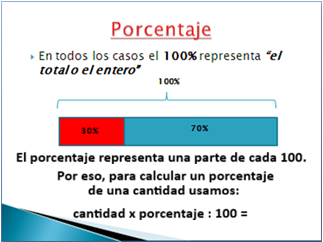 Porcentaje
En todos los casos el 100% representa "el
total o el entero"
100%
30% 70%
El porcentaje representa una parte de cada 100.
Por eso, para calcular un porcentaje
de una cantidad usamos:
cantidad x porcentaje : 100 =